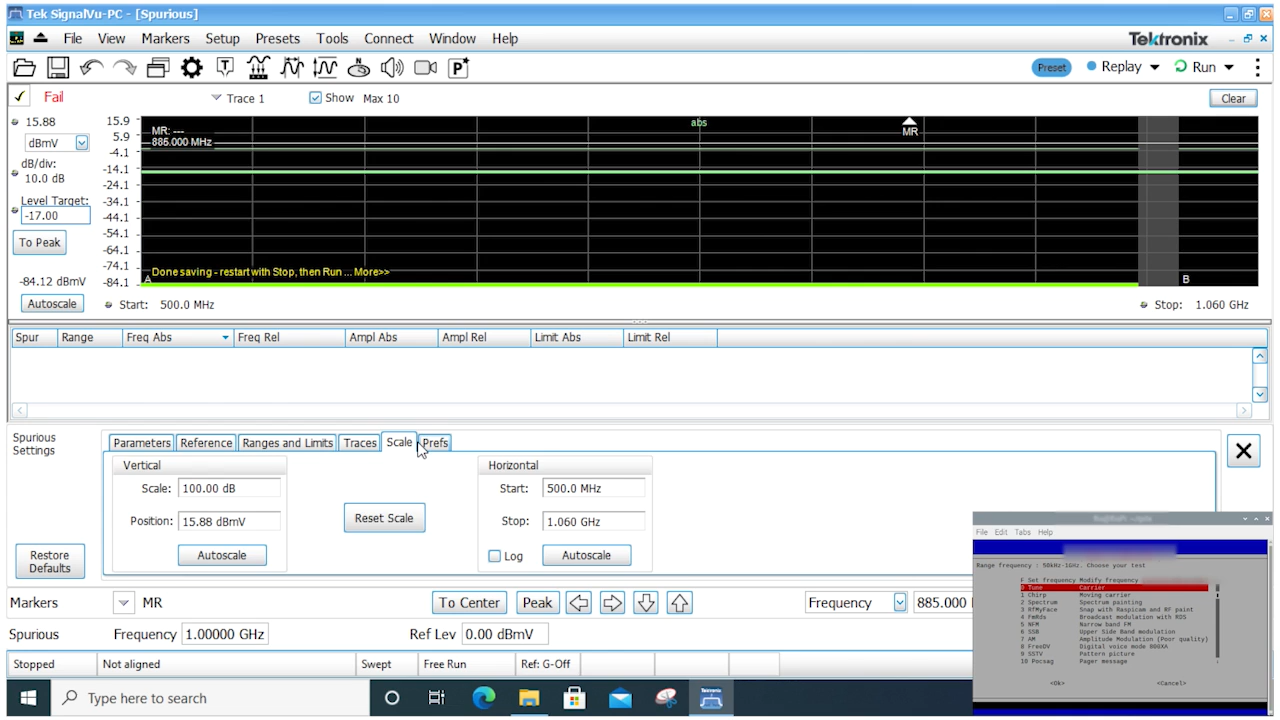 Tek SignalVu-PC - [Spurious]
File View Markers Setup Presets Tools Connect Window Help
Tektronix
Preset Replay Run
Fail Trace 1 Show Max 10 Clear
15.88
dBmV
dB/div:
10.0 dB
Level Target:
-17.00
To Peak
-84.12 dBmV
Autoscale
15.9
5.9
-4.1
-14.1
-24.1
-34.1
-44.1
-54.1
-64.1
-74.1
-84.1
MR: ---
885.000 MHz
abs
MR
Done saving - restart with Stop, then Run ... More>>
A
B
Start: 500.0 MHz
Stop: 1.060 GHz
Spur Range Freq Abs Freq Rel Ampl Abs Ampl Rel Limit Abs Limit Rel
Spurious
Settings
Parameters Reference Ranges and Limits Traces Scale Prefs
Vertical
Scale: 100.00 dB
Position: 15.88 dBmV
Autoscale
Reset Scale
Horizontal
Start: 500.0 MHz
Stop: 1.060 GHz
Log Autoscale
Restore
Defaults
Markers MR To Center Peak Frequency 885.000
Spurious Frequency 1.00000 GHz Ref Lev 0.00 dBmV
Stopped Not aligned Swept Free Run Ref: G-Off
Type here to search
Tektronix
File Edit Tabs Help
Range frequency : 50kHz-1GHz. Choose your test
F Set frequency Modify frequency
0 Tune Carrier
1 Chirp Moving carrier
2 Spectrum Spectrum painting
3 RfMyFace Snap with Raspicam and RF paint
4 FmRds Broadcast modulation with RDS
5 NFM Narrow band FM
6 SSB Upper Side Band modulation
7 AM Amplitude Modulation (Poor quality)
8 FreeDV Digital voice mode 800XA
9 SSTV Pattern picture
10 Pocsag Pager message
<Ok> <Cancel>